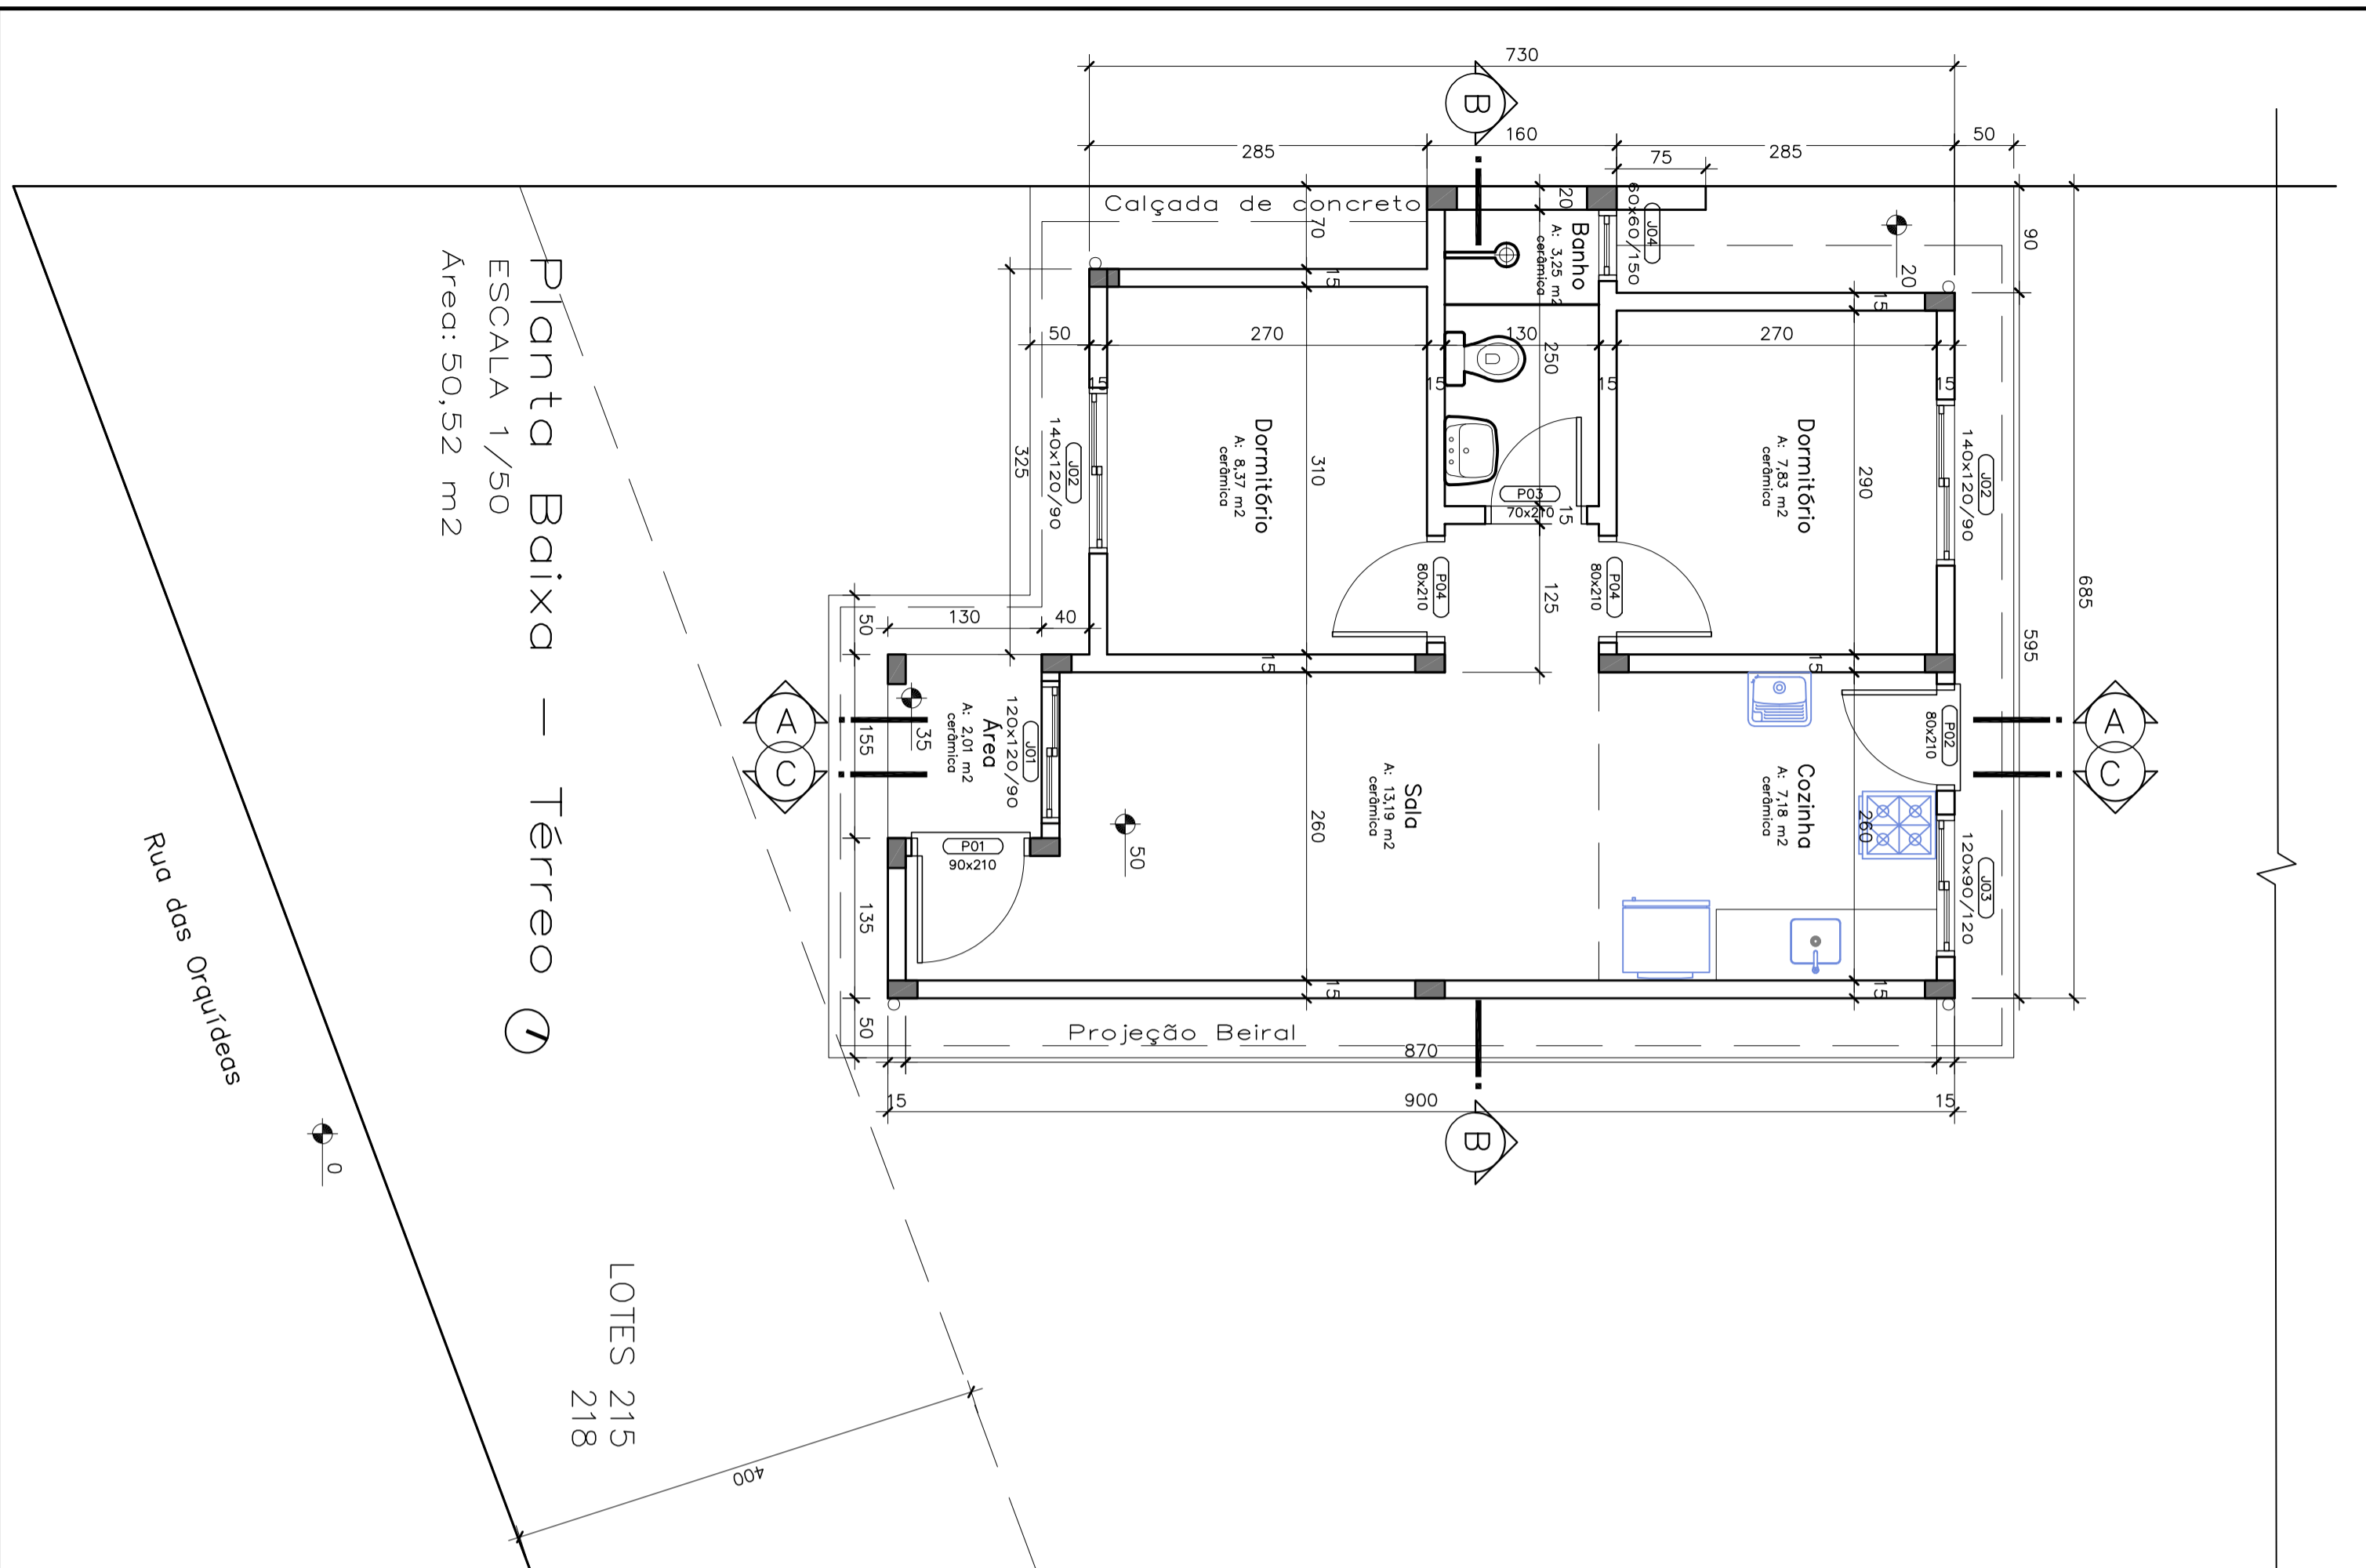 730
B
285
160
285
50
75
Calçada de concreto
70
20
60x60/150
J04
20
90
Banho
A: 3,25 m2
cerâmica
15
15
50
270
130
250
270
15
15
15
15
Planta Baixa — Térreo
ESCALA 1/50
Área: 50,52 m2
325
140x120/90
J02
Dormitório
A: 8,37 m2
cerâmica
310
Dormitório
A: 7,83 m2
cerâmica
290
140x120/90
J02
P03
70x210
15
P04
80x210
P04
80x210
125
685
595
130
40
50
15
15
A
C
155
35
Área
A: 2,01 m2
cerâmica
120x120/90
J01
P02
80x210
A
C
Sala
A: 13,19 m2
cerâmica
260
Cozinha
A: 7,18 m2
cerâmica
260
50
P01
90x210
120x90/120
J03
135
15
15
50
Projeção Beiral
870
15
900
15
B
Rua das Orquídeas
0
LOTES 215
218
400